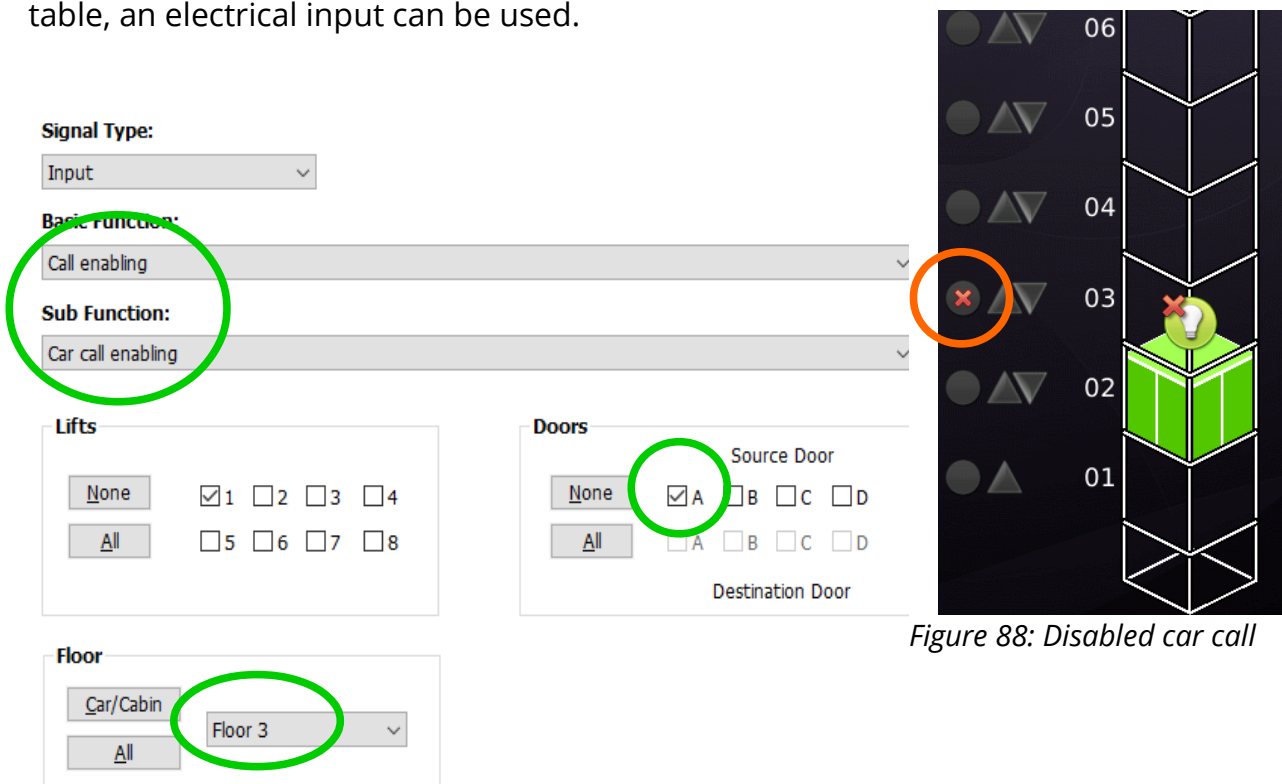 table, an electrical input can be used.
Signal Type:
Input
Basic Function:
Call enabling
Sub Function:
Car call enabling
Lifts
None 1 2 3 4
All 5 6 7 8
Doors
Source Door
None A B C D
All A B C D
Destination Door
Floor
Car/Cabin
Floor 3
All
06
05
04
03
02
01
Figure 88: Disabled car call